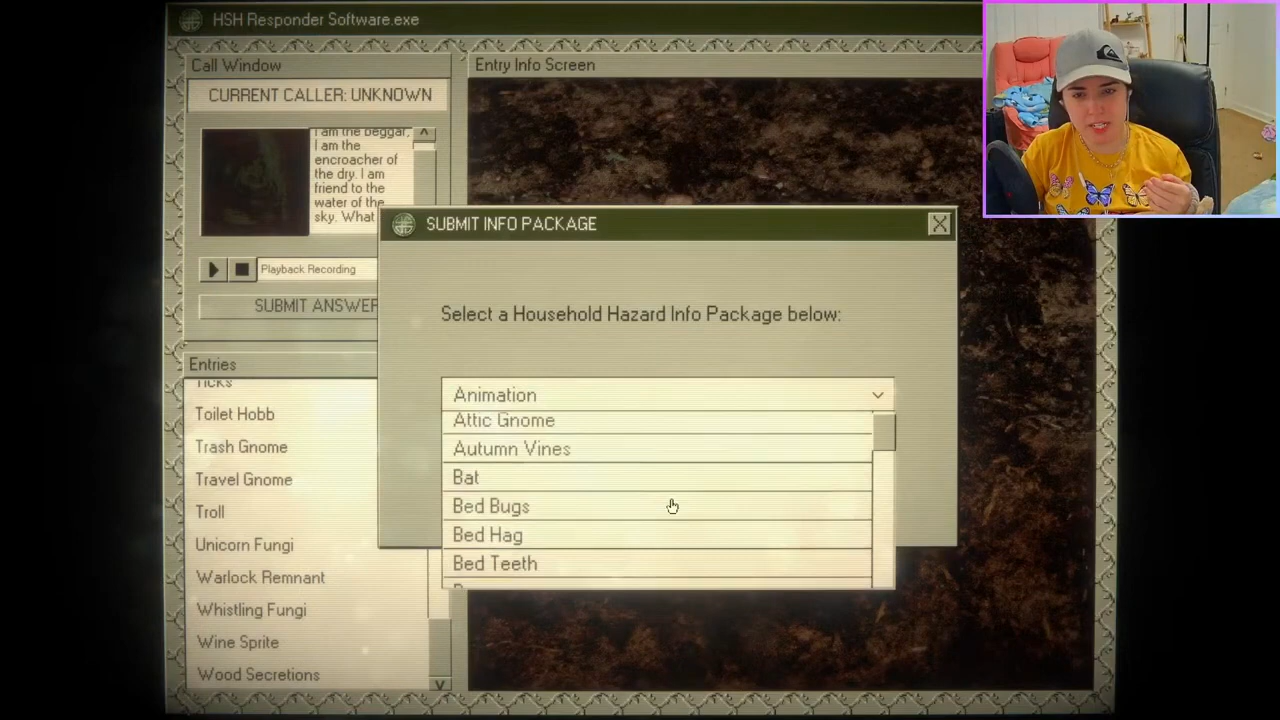 HSH Responder Software.exe
Call Window
CURRENT CALLER: UNKNOWN
I am the beggar,
I am the
encroacher of
the dry. I am
friend to the
water of the
sky. What
Playback Recording
SUBMIT ANSWER
Entries
Ticks
Toilet Hobb
Trash Gnome
Travel Gnome
Troll
Unicorn Fungi
Warlock Remnant
Whistling Fungi
Wine Sprite
Wood Secretions
Entry Info Screen
SUBMIT INFO PACKAGE
Select a Household Hazard Info Package below:
Animation
Attic Gnome
Autumn Vines
Bat
Bed Bugs
Bed Hag
Bed Teeth